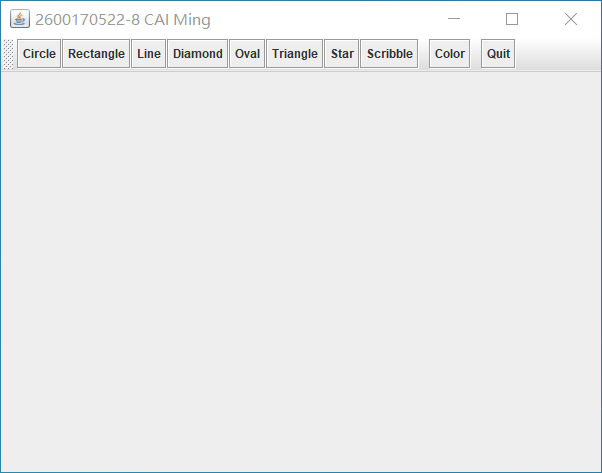 2600170522-8 CAI Ming
Circle Rectangle Line Diamond Oval Triangle Star Scribble Color Quit